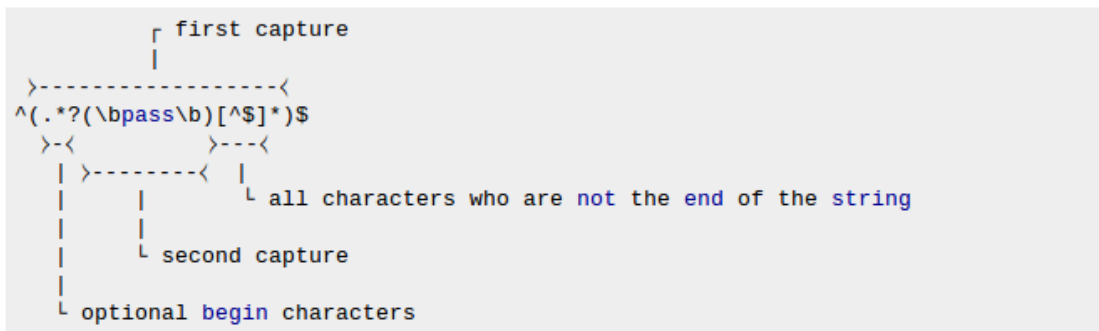 ┌ first capture
          |
 ⧽------------------⧼
^(.*?(\bpass\b)[^$]*)$
  ⧽-⧼          ⧽---⧼
   | ⧽--------⧼  |
   |     |       └ all characters who are not the end of the string
   |     |
   |     └ second capture
   |
   └ optional begin characters